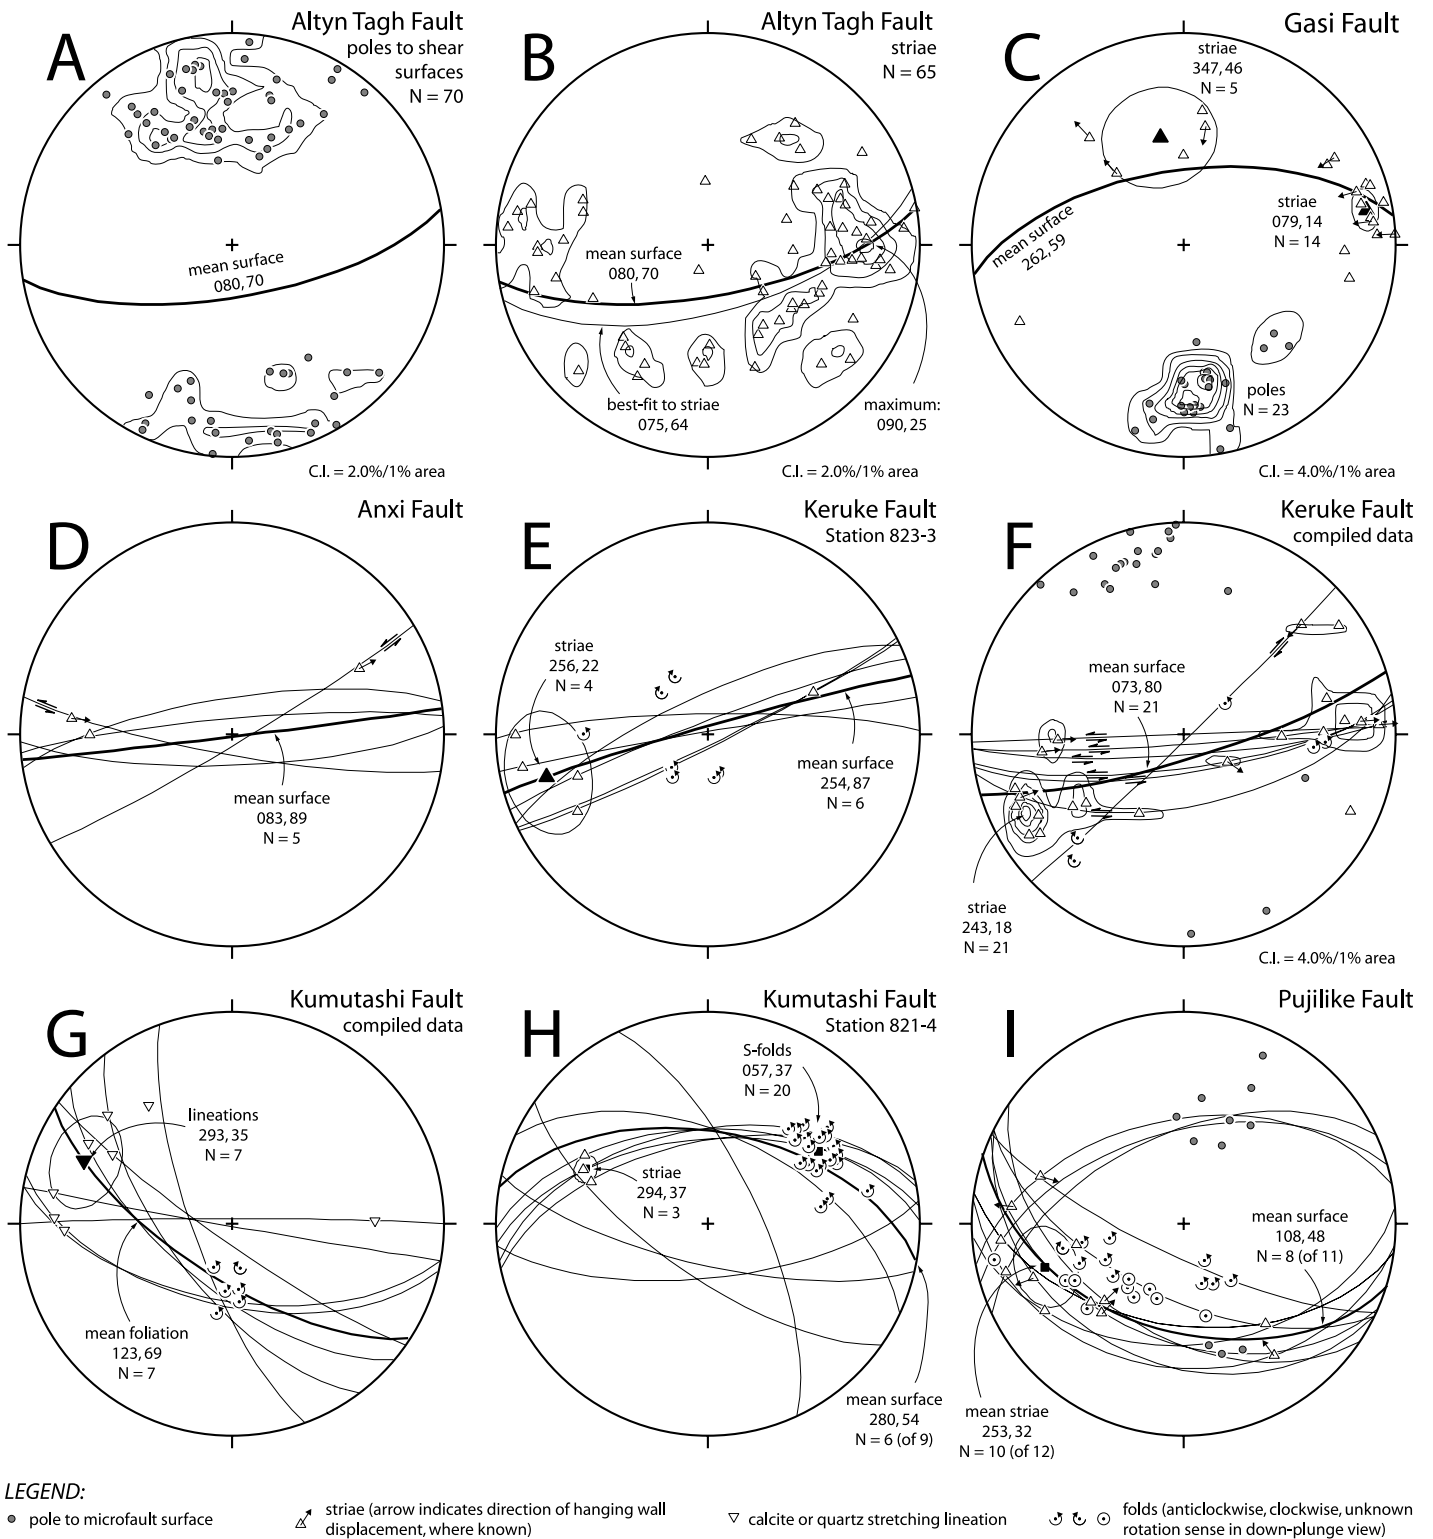 A
Altyn Tagh Fault
poles to shear
surfaces
N = 70
mean surface
080, 70
C.I. = 2.0%/1% area
B
Altyn Tagh Fault
striae
N = 65
mean surface
080, 70
best-fit to striae
075, 64
maximum:
090, 25
C.I. = 2.0%/1% area
C
Gasi Fault
striae
347, 46
N = 5
striae
079, 14
N = 14
mean surface
262, 59
poles
N = 23
C.I. = 4.0%/1% area
D
Anxi Fault
mean surface
083, 89
N = 5
E
Keruke Fault
Station 823-3
striae
256, 22
N = 4
mean surface
254, 87
N = 6
F
Keruke Fault
compiled data
mean surface
073, 80
N = 21
striae
243, 18
N = 21
C.I. = 4.0%/1% area
G
Kumutashi Fault
compiled data
lineations
293, 35
N = 7
mean foliation
123, 69
N = 7
H
Kumutashi Fault
Station 821-4
S-folds
057, 37
N = 20
striae
294, 37
N = 3
mean surface
280, 54
N = 6 (of 9)
I
Pujilike Fault
mean surface
108, 48
N = 8 (of 11)
mean striae
253, 32
N = 10 (of 12)
LEGEND:
pole to microfault surface
striae (arrow indicates direction of hanging wall
displacement, where known)
calcite or quartz stretching lineation
folds (anticlockwise, clockwise, unknown
rotation sense in down-plunge view)